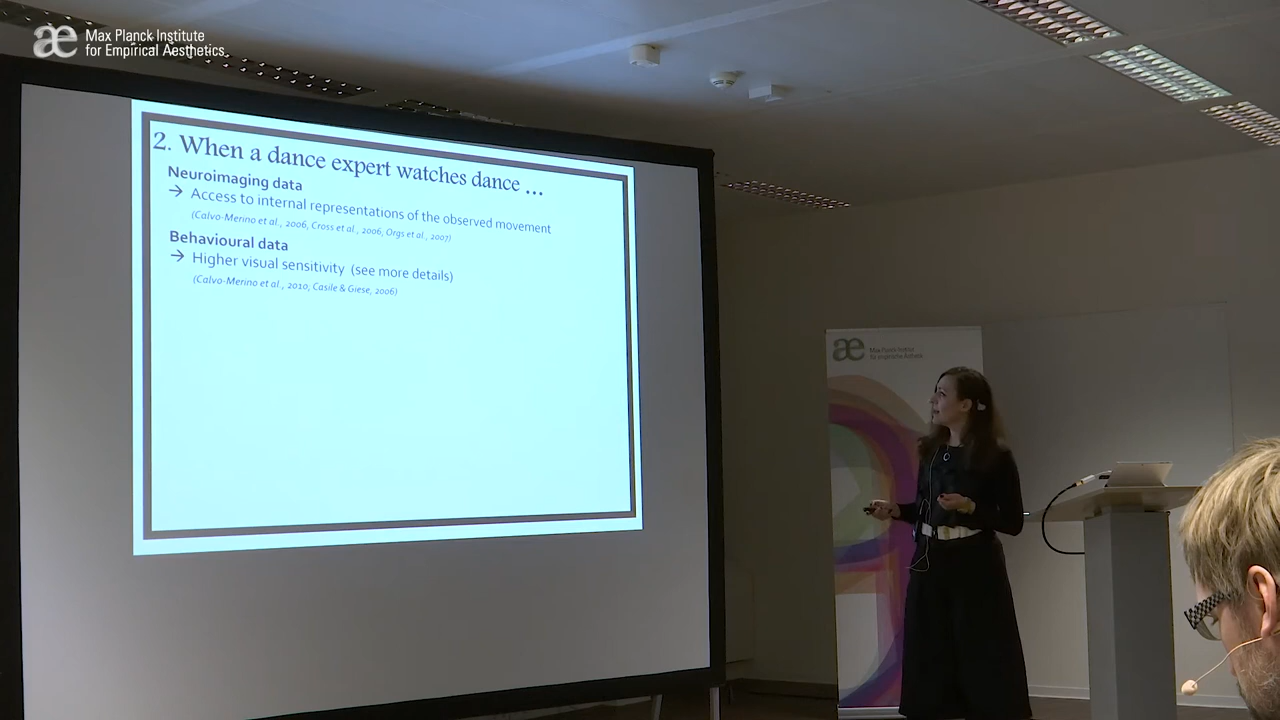 æ Max Planck Institute
for Empirical Aesthetics
2. When a dance expert watches dance ...
Neuroimaging data
→ Access to internal representations of the observed movement
(Calvo-Merino et al., 2006, Cross et al., 2006, Orgs et al., 2007)
Behavioural data
→ Higher visual sensitivity (see more details)
(Calvo-Merino et al., 2010, Casile & Giese, 2006)
æ